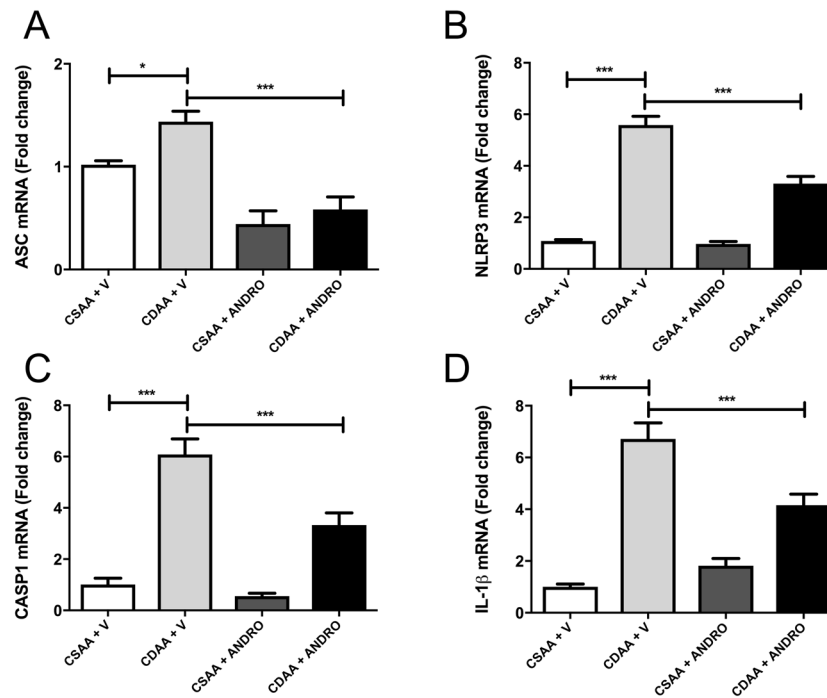 A
ASC mRNA (Fold change)
2
1
0
*
***
CSAA + V
CDAA + V
CSAA + ANDRO
CDAA + ANDRO
B
NLRP3 mRNA (Fold change)
8
6
4
2
0
***
***
CSAA + V
CDAA + V
CSAA + ANDRO
CDAA + ANDRO
C
CASP1 mRNA (Fold change)
8
6
4
2
0
***
***
CSAA + V
CDAA + V
CSAA + ANDRO
CDAA + ANDRO
D
IL-1β mRNA (Fold change)
8
6
4
2
0
***
***
CSAA + V
CDAA + V
CSAA + ANDRO
CDAA + ANDRO